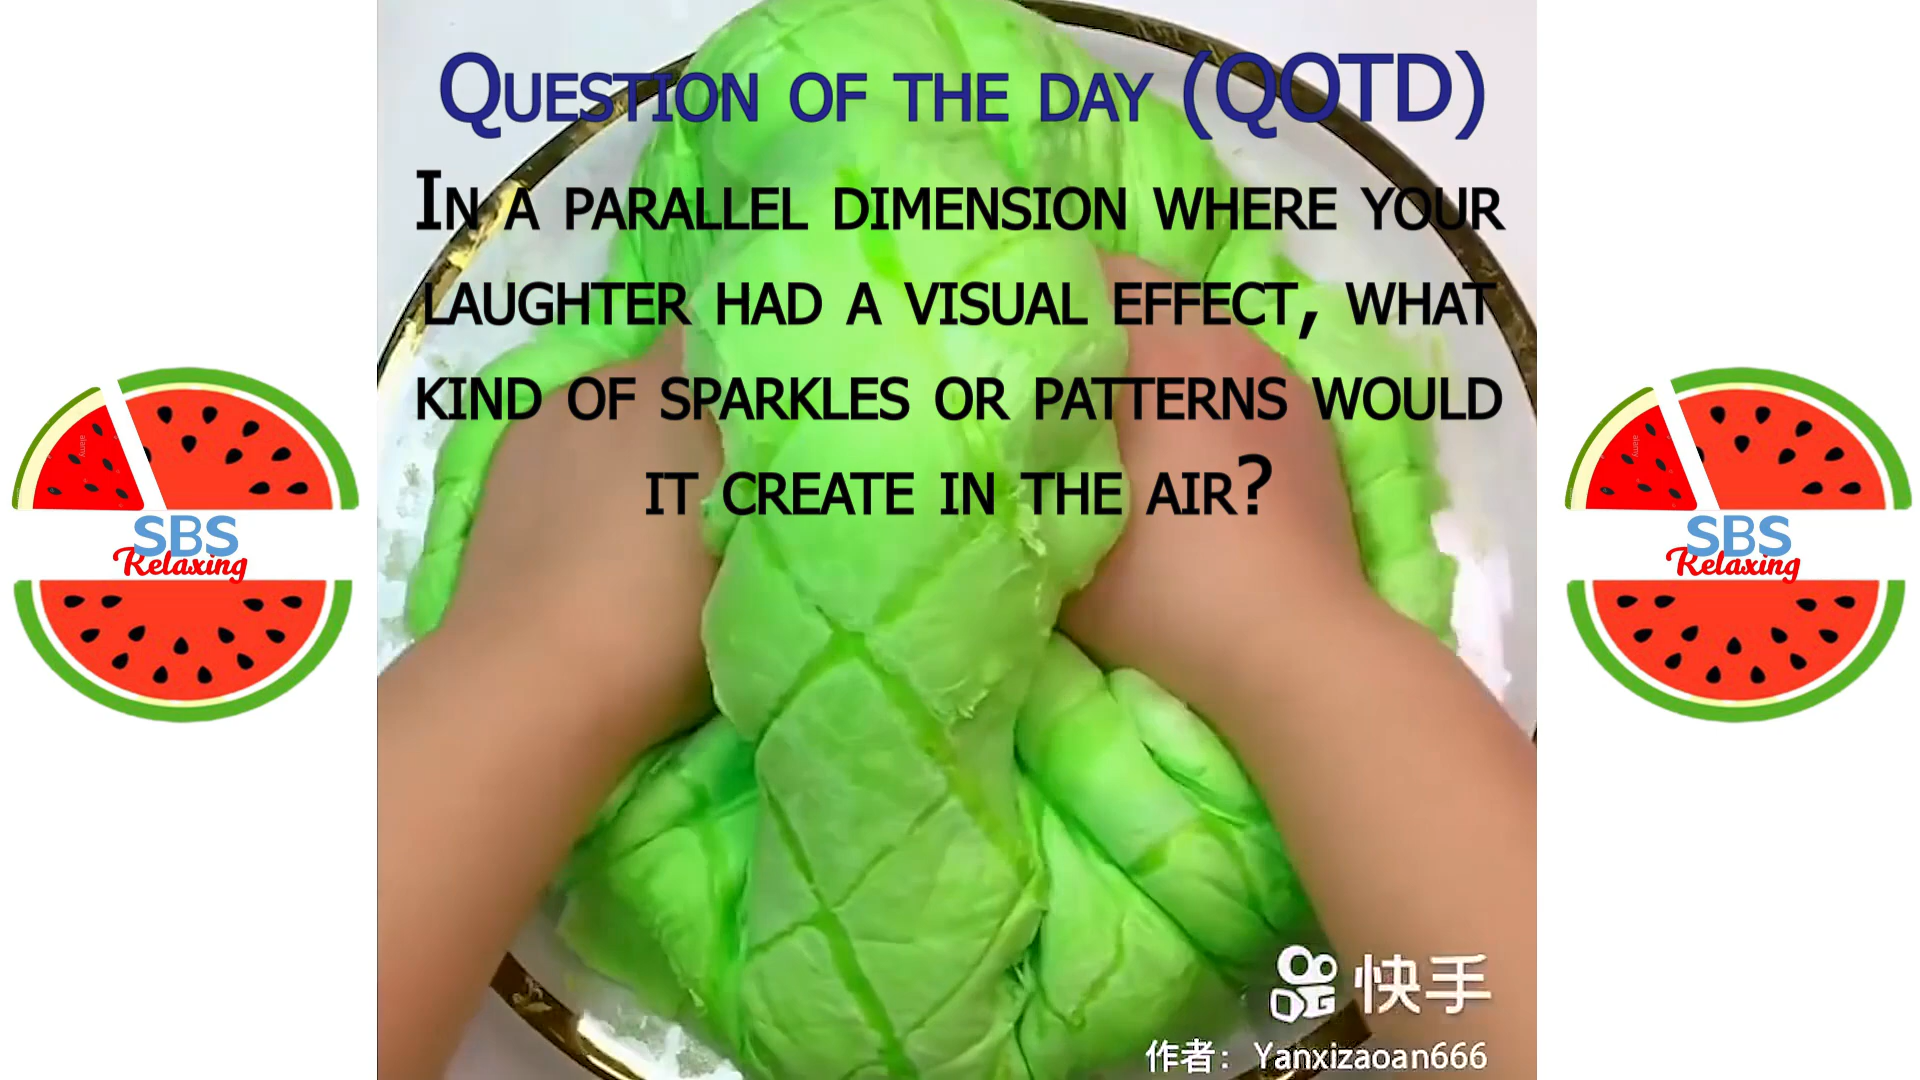 Question of the day (QOTD)
In a parallel dimension where your
laughter had a visual effect, what
kind of sparkles or patterns would
it create in the air?
SBS
Relaxing
SBS
Relaxing
快手
作者: Yanxizaoan666